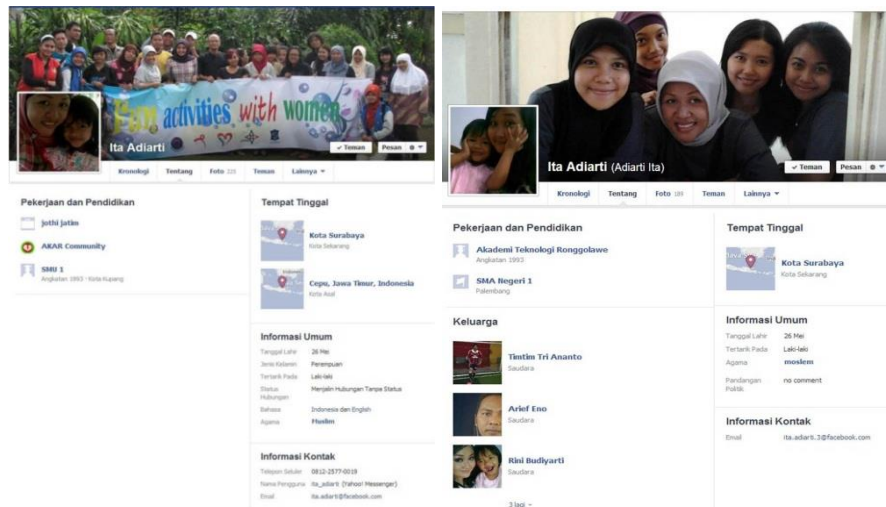 Fun activities with women
Ita Adiarti
✓ Teman
Pesan
Kronologi Tentang Foto 220 Teman Lainnya
Pekerjaan dan Pendidikan
jothi jatim
AKAR Community
SMU 1
Angkatan 1993 · Kota Kupang
Tempat Tinggal
Kota Surabaya
Kota Sekarang
Cepu, Jawa Timur, Indonesia
Kota Asal
Informasi Umum
Tanggal Lahir 26 Mei
Jenis Kelamin Perempuan
Tertarik Pada Laki-laki
Status Hubungan Menjalin Hubungan Tanpa Status
Bahasa Indonesia dan English
Agama Muslim
Informasi Kontak
Telepon Seluler 0812-2577-0019
Nama Pengguna ita_adiarti (Yahoo! Messenger)
Email ita.adiarti@facebook.com
Ita Adiarti (Adiarti Ita)
✓ Teman
Pesan
Kronologi Tentang Foto 189 Teman Lainnya
Pekerjaan dan Pendidikan
Akademi Teknologi Ronggolawe
Angkatan 1993
SMA Negeri 1
Palembang
Keluarga
Timtim Tri Ananto
Saudara
Arief Eno
Saudara
Rini Budiyarti
Saudara
3 lagi
Tempat Tinggal
Kota Surabaya
Kota Sekarang
Informasi Umum
Tanggal Lahir 26 Mei
Tertarik Pada Laki-laki
Agama moslem
Pandangan Politik no comment
Informasi Kontak
Email ita.adiarti.3@facebook.com